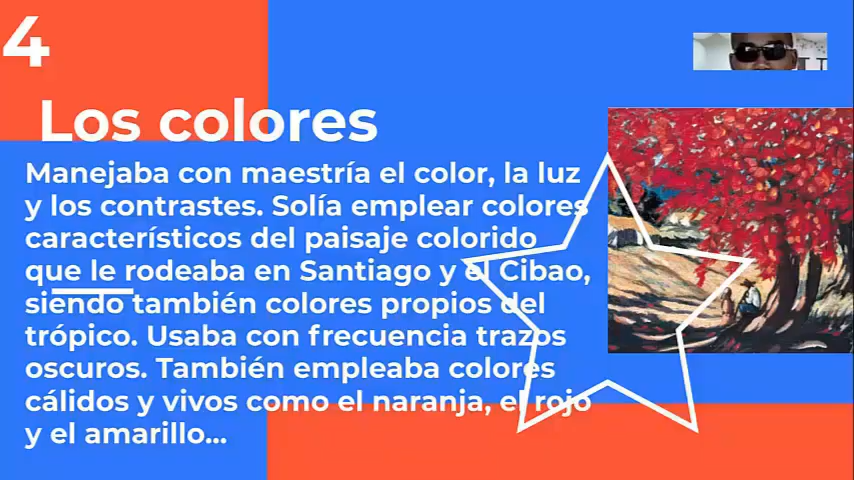 4
Los colores
Manejaba con maestría el color, la luz
y los contrastes. Solía emplear colores
característicos del paisaje colorido
que le rodeaba en Santiago y el Cibao,
siendo también colores propios del
trópico. Usaba con frecuencia trazos
oscuros. También empleaba colores
cálidos y vivos como el naranja, el rojo
y el amarillo...